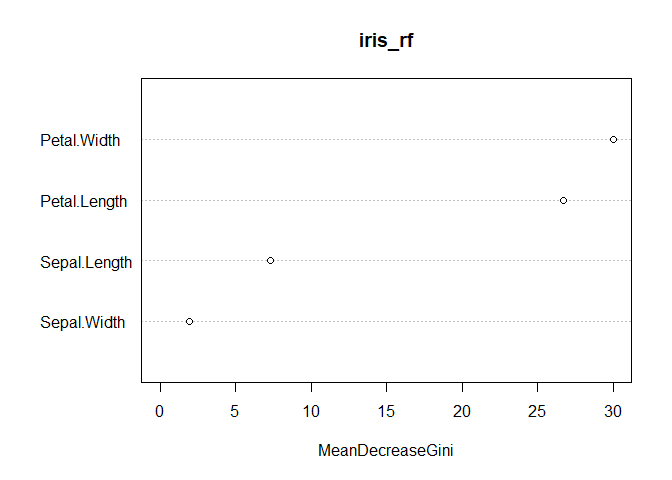 iris_rf
Petal.Width
Petal.Length
Sepal.Length
Sepal.Width
0 5 10 15 20 25 30
MeanDecreaseGini